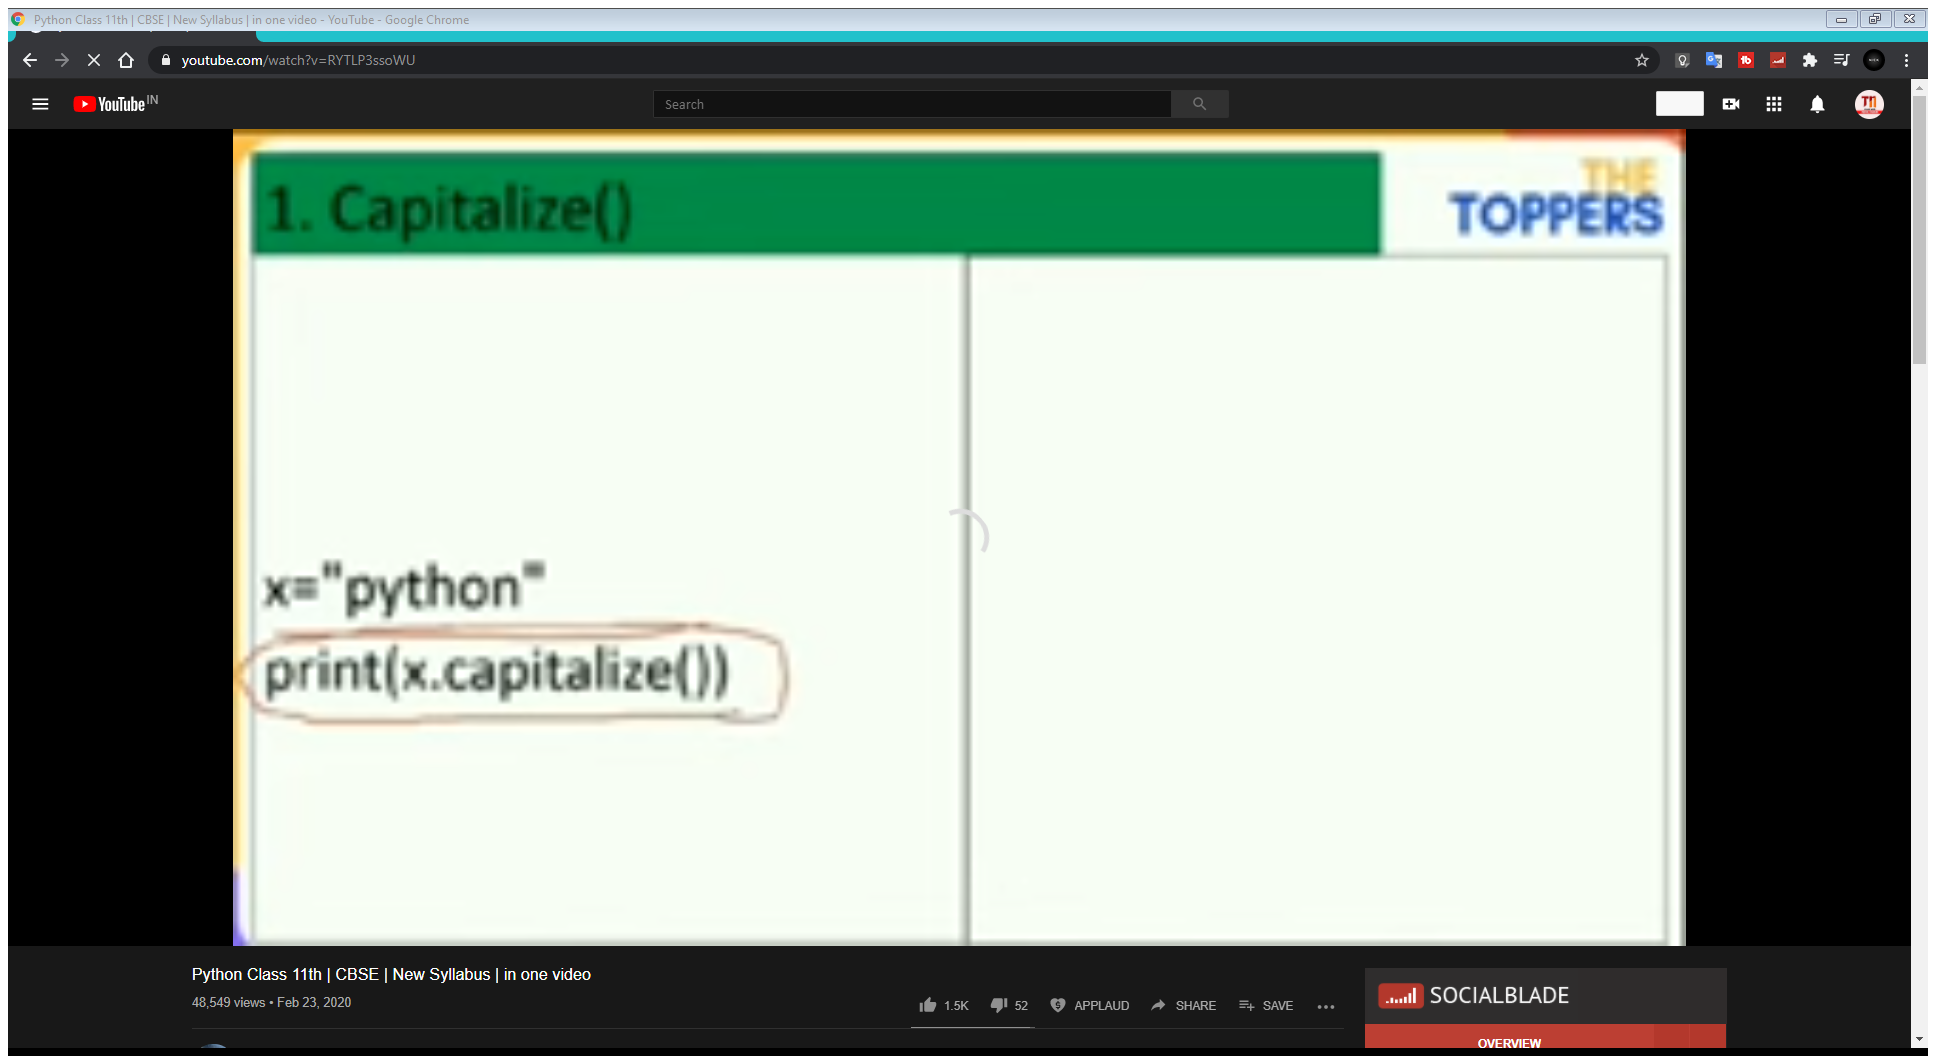 Python Class 11th | CBSE | New Syllabus | in one video - YouTube - Google Chrome
youtube.com/watch?v=RYTLP3ssoWU
YouTube IN
Search
1. Capitalize()
THE
TOPPERS
x="python"
print(x.capitalize())
Python Class 11th | CBSE | New Syllabus | in one video
48,549 views • Feb 23, 2020
1.5K
52
APPLAUD
SHARE
SAVE
SOCIALBLADE
OVERVIEW